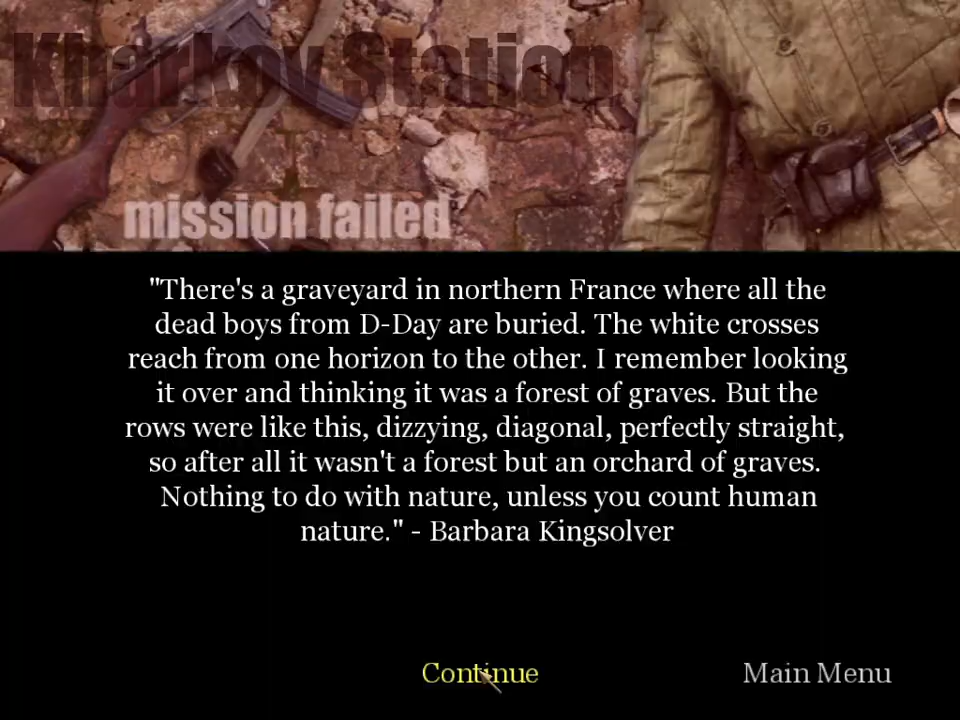 Kharkov Station
mission failed
"There's a graveyard in northern France where all the
dead boys from D-Day are buried. The white crosses
reach from one horizon to the other. I remember looking
it over and thinking it was a forest of graves. But the
rows were like this, dizzying, diagonal, perfectly straight,
so after all it wasn't a forest but an orchard of graves.
Nothing to do with nature, unless you count human
nature." - Barbara Kingsolver
Continue
Main Menu